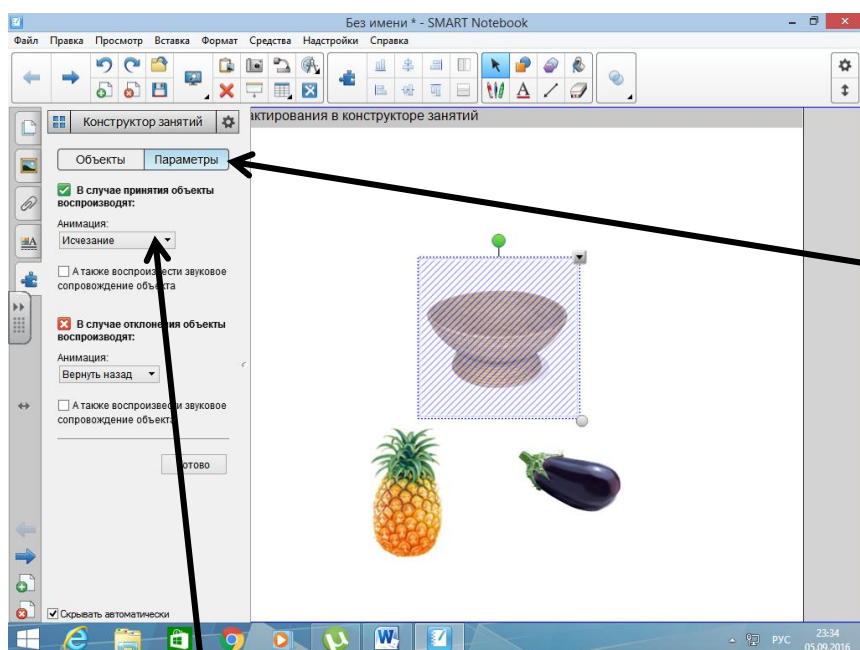 Без имени * - SMART Notebook
Файл Правка Просмотр Вставка Формат Средства Надстройки Справка
A
Конструктор занятий
актирования в конструкторе занятий
Объекты Параметры
В случае принятия объекты
воспроизводят:
Анимация:
Исчезание
А также воспроизвести звуковое
сопровождение объекта
В случае отклонения объекты
воспроизводят:
Анимация:
Вернуть назад
А также воспроизвести звуковое
сопровождение объекта
Готово
Скрывать автоматически
РУС
23:34
05.09.2016